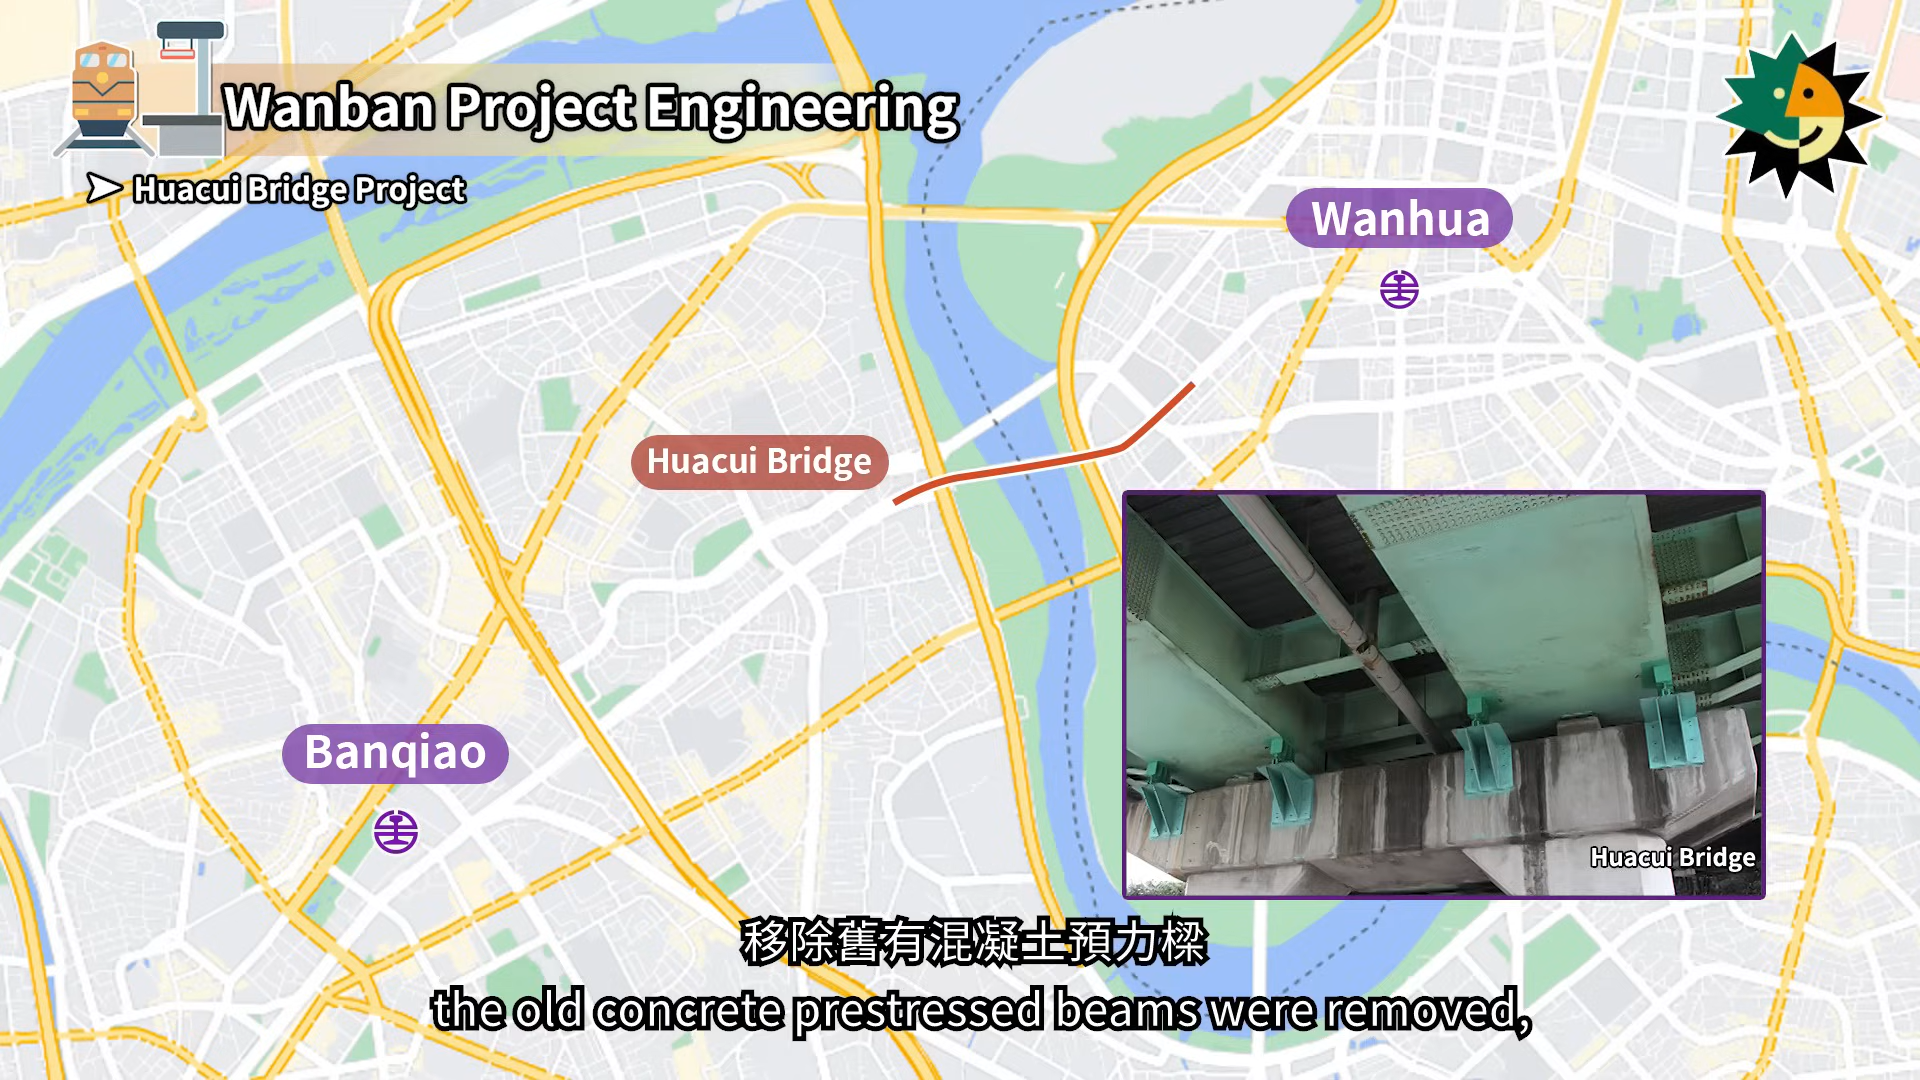 Wanban Project Engineering
Huacui Bridge Project
Wanhua
Huacui Bridge
Banqiao
Huacui Bridge
移除舊有混凝土預力樑
the old concrete prestressed beams were removed,